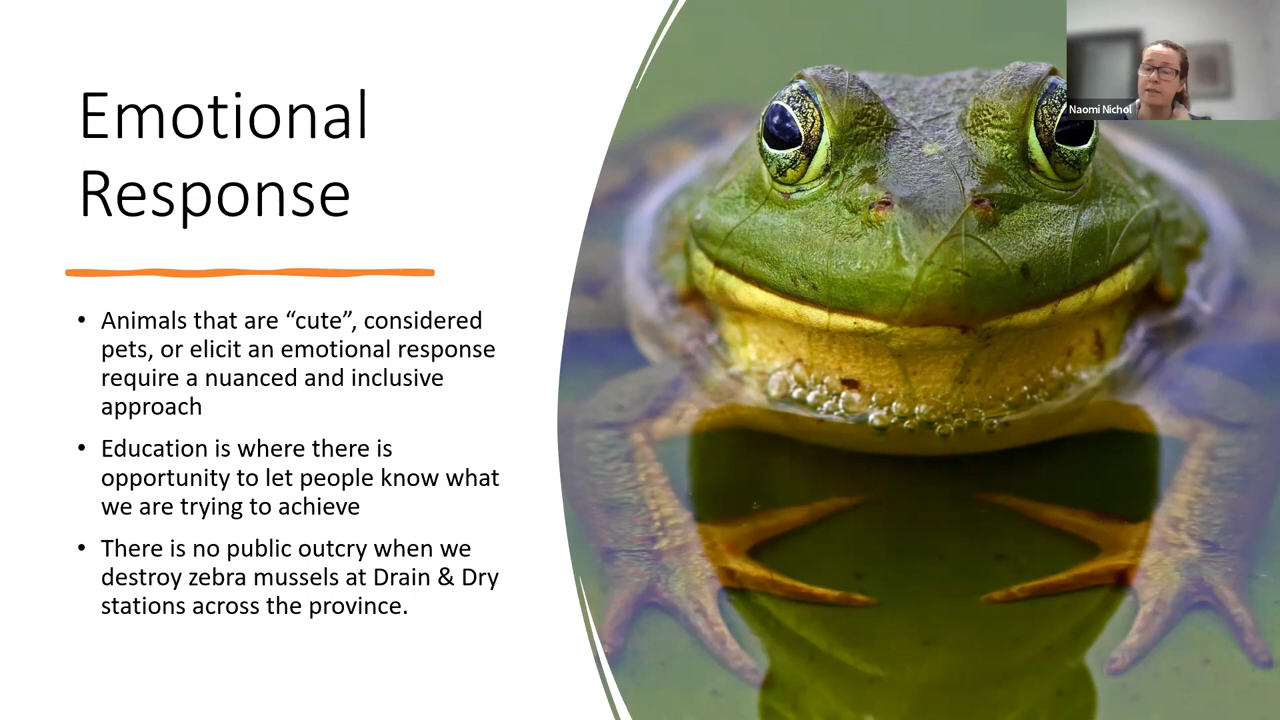 Emotional
Response
• Animals that are “cute”, considered
pets, or elicit an emotional response
require a nuanced and inclusive
approach
• Education is where there is
opportunity to let people know what
we are trying to achieve
• There is no public outcry when we
destroy zebra mussels at Drain & Dry
stations across the province.
Naomi Nichol